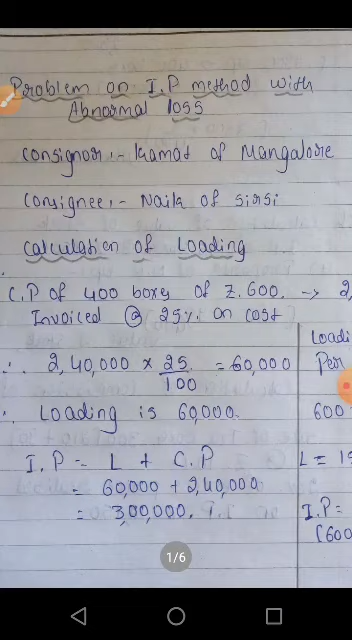 Problem on I.P method with
Abnormal loss
Consignor :- Kamat of Mangalore
Consignee :- Naik of Sirsi
Calculation of Loading
C.P of 400 boxes of Z. 600. → 2,
Invoiced @ 25% on cost
∴ 2,40,000 × 25/100 = 60,000
∴ Loading is 60,000.
I.P = L + C.P
= 60,000 + 2,40,000
= 3,00,000.
Loadi
Per
600
L = 15
I.P =
(600
1/6